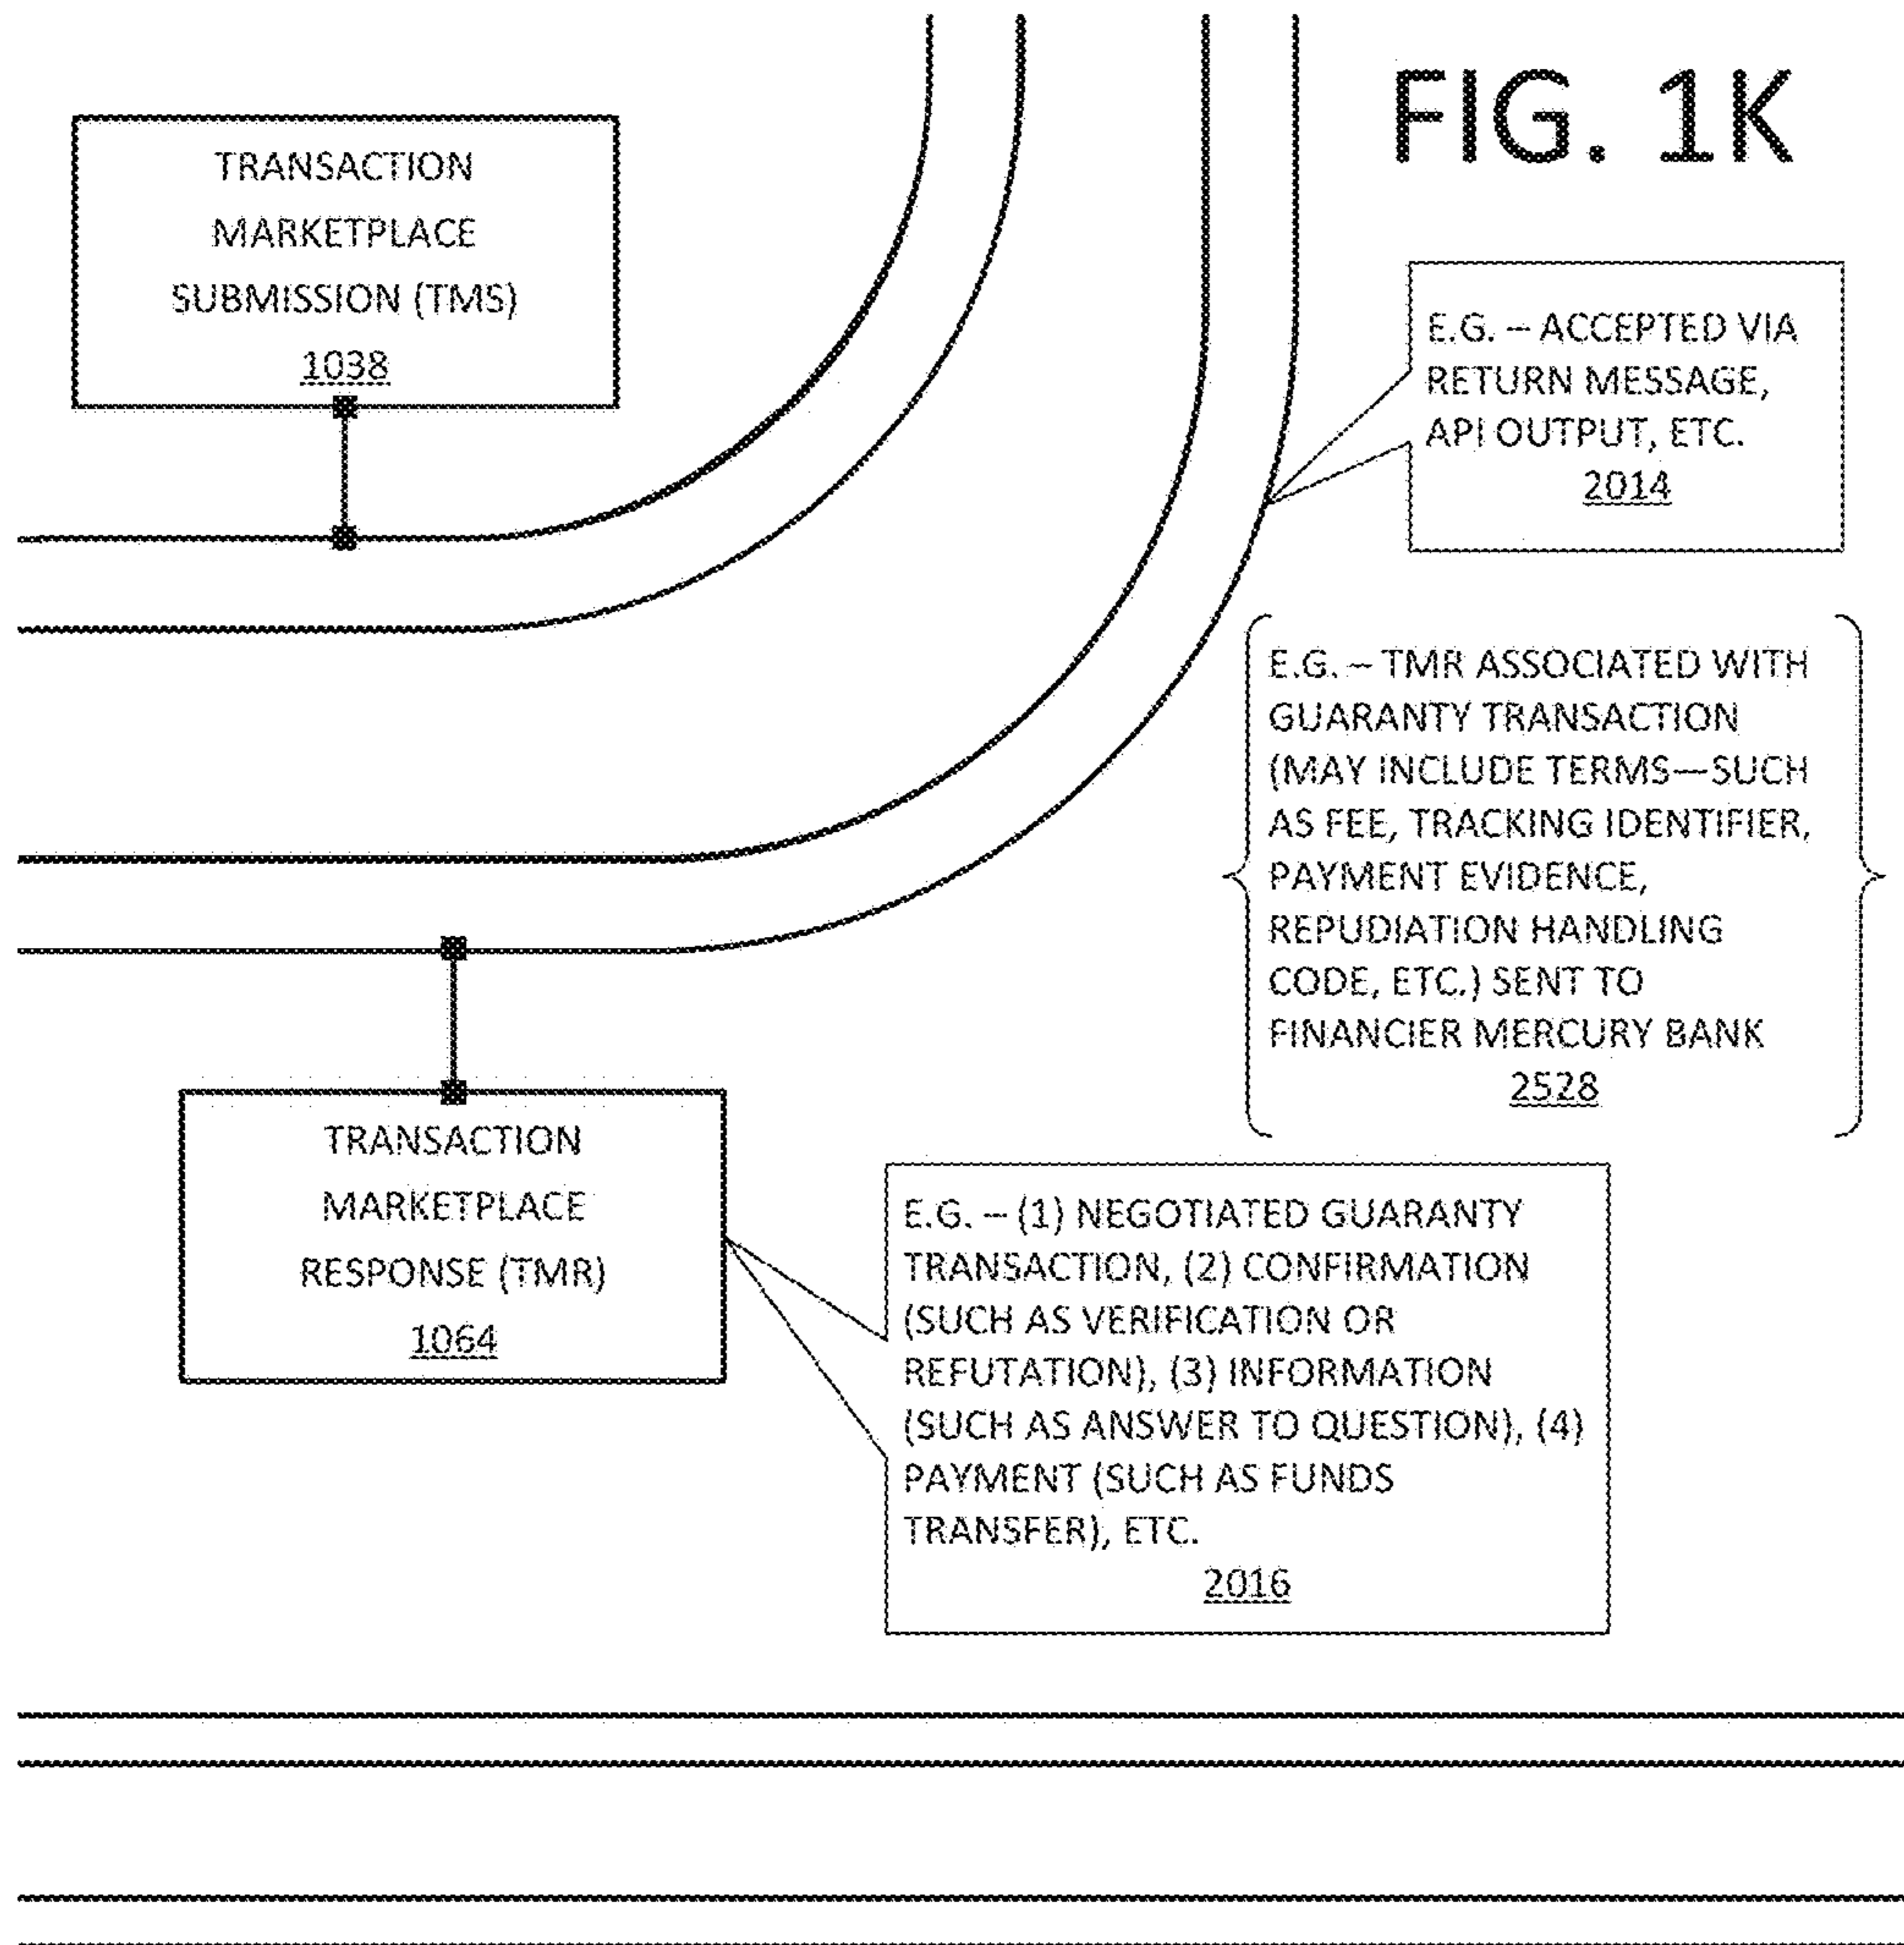 FIG. 1K
TRANSACTION
MARKETPLACE
SUBMISSION (TMS)
1038
E.G. – ACCEPTED VIA
RETURN MESSAGE,
API OUTPUT, ETC.
2014
E.G. – TMR ASSOCIATED WITH
GUARANTY TRANSACTION
(MAY INCLUDE TERMS—SUCH
AS FEE, TRACKING IDENTIFIER,
PAYMENT EVIDENCE,
REPUDIATION HANDLING
CODE, ETC.) SENT TO
FINANCIER MERCURY BANK
2528
TRANSACTION
MARKETPLACE
RESPONSE (TMR)
1064
E.G. – (1) NEGOTIATED GUARANTY
TRANSACTION, (2) CONFIRMATION
(SUCH AS VERIFICATION OR
REFUTATION), (3) INFORMATION
(SUCH AS ANSWER TO QUESTION), (4)
PAYMENT (SUCH AS FUNDS
TRANSFER), ETC.
2016